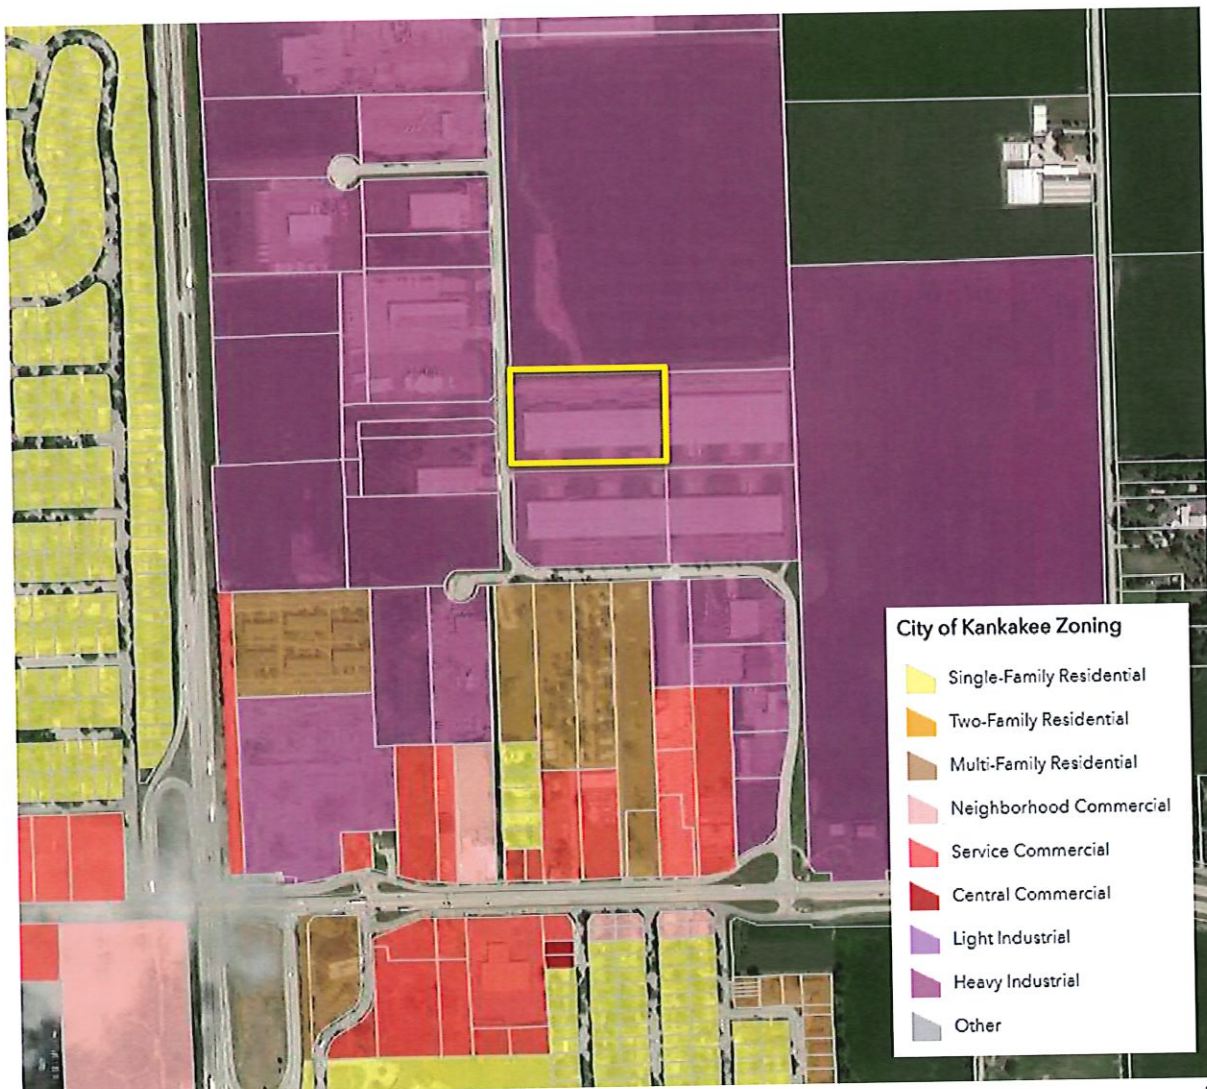 City of Kankakee Zoning
Single-Family Residential
Two-Family Residential
Multi-Family Residential
Neighborhood Commercial
Service Commercial
Central Commercial
Light Industrial
Heavy Industrial
Other